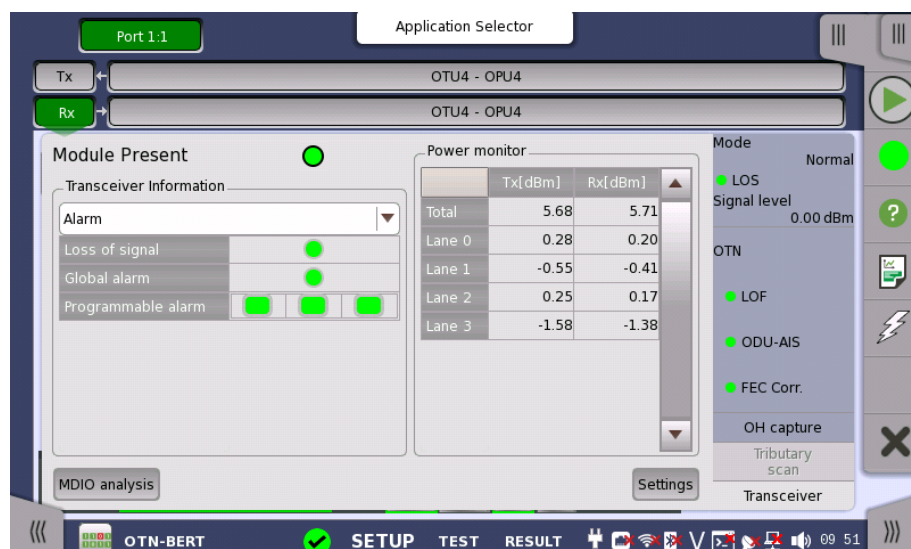 Port 1:1
Application Selector
Tx
OTU4 - OPU4
Rx
OTU4 - OPU4
Module Present
Transceiver Information
Alarm
Loss of signal
Global alarm
Programmable alarm
MDIO analysis
Power monitor
Tx[dBm] Rx[dBm]
Total 5.68 5.71
Lane 0 0.28 0.20
Lane 1 -0.55 -0.41
Lane 2 0.25 0.17
Lane 3 -1.58 -1.38
Settings
Mode
Normal
LOS
Signal level
0.00 dBm
OTN
LOF
ODU-AIS
FEC Corr.
OH capture
Tributary
scan
Transceiver
OTN-BERT SETUP TEST RESULT 09 51